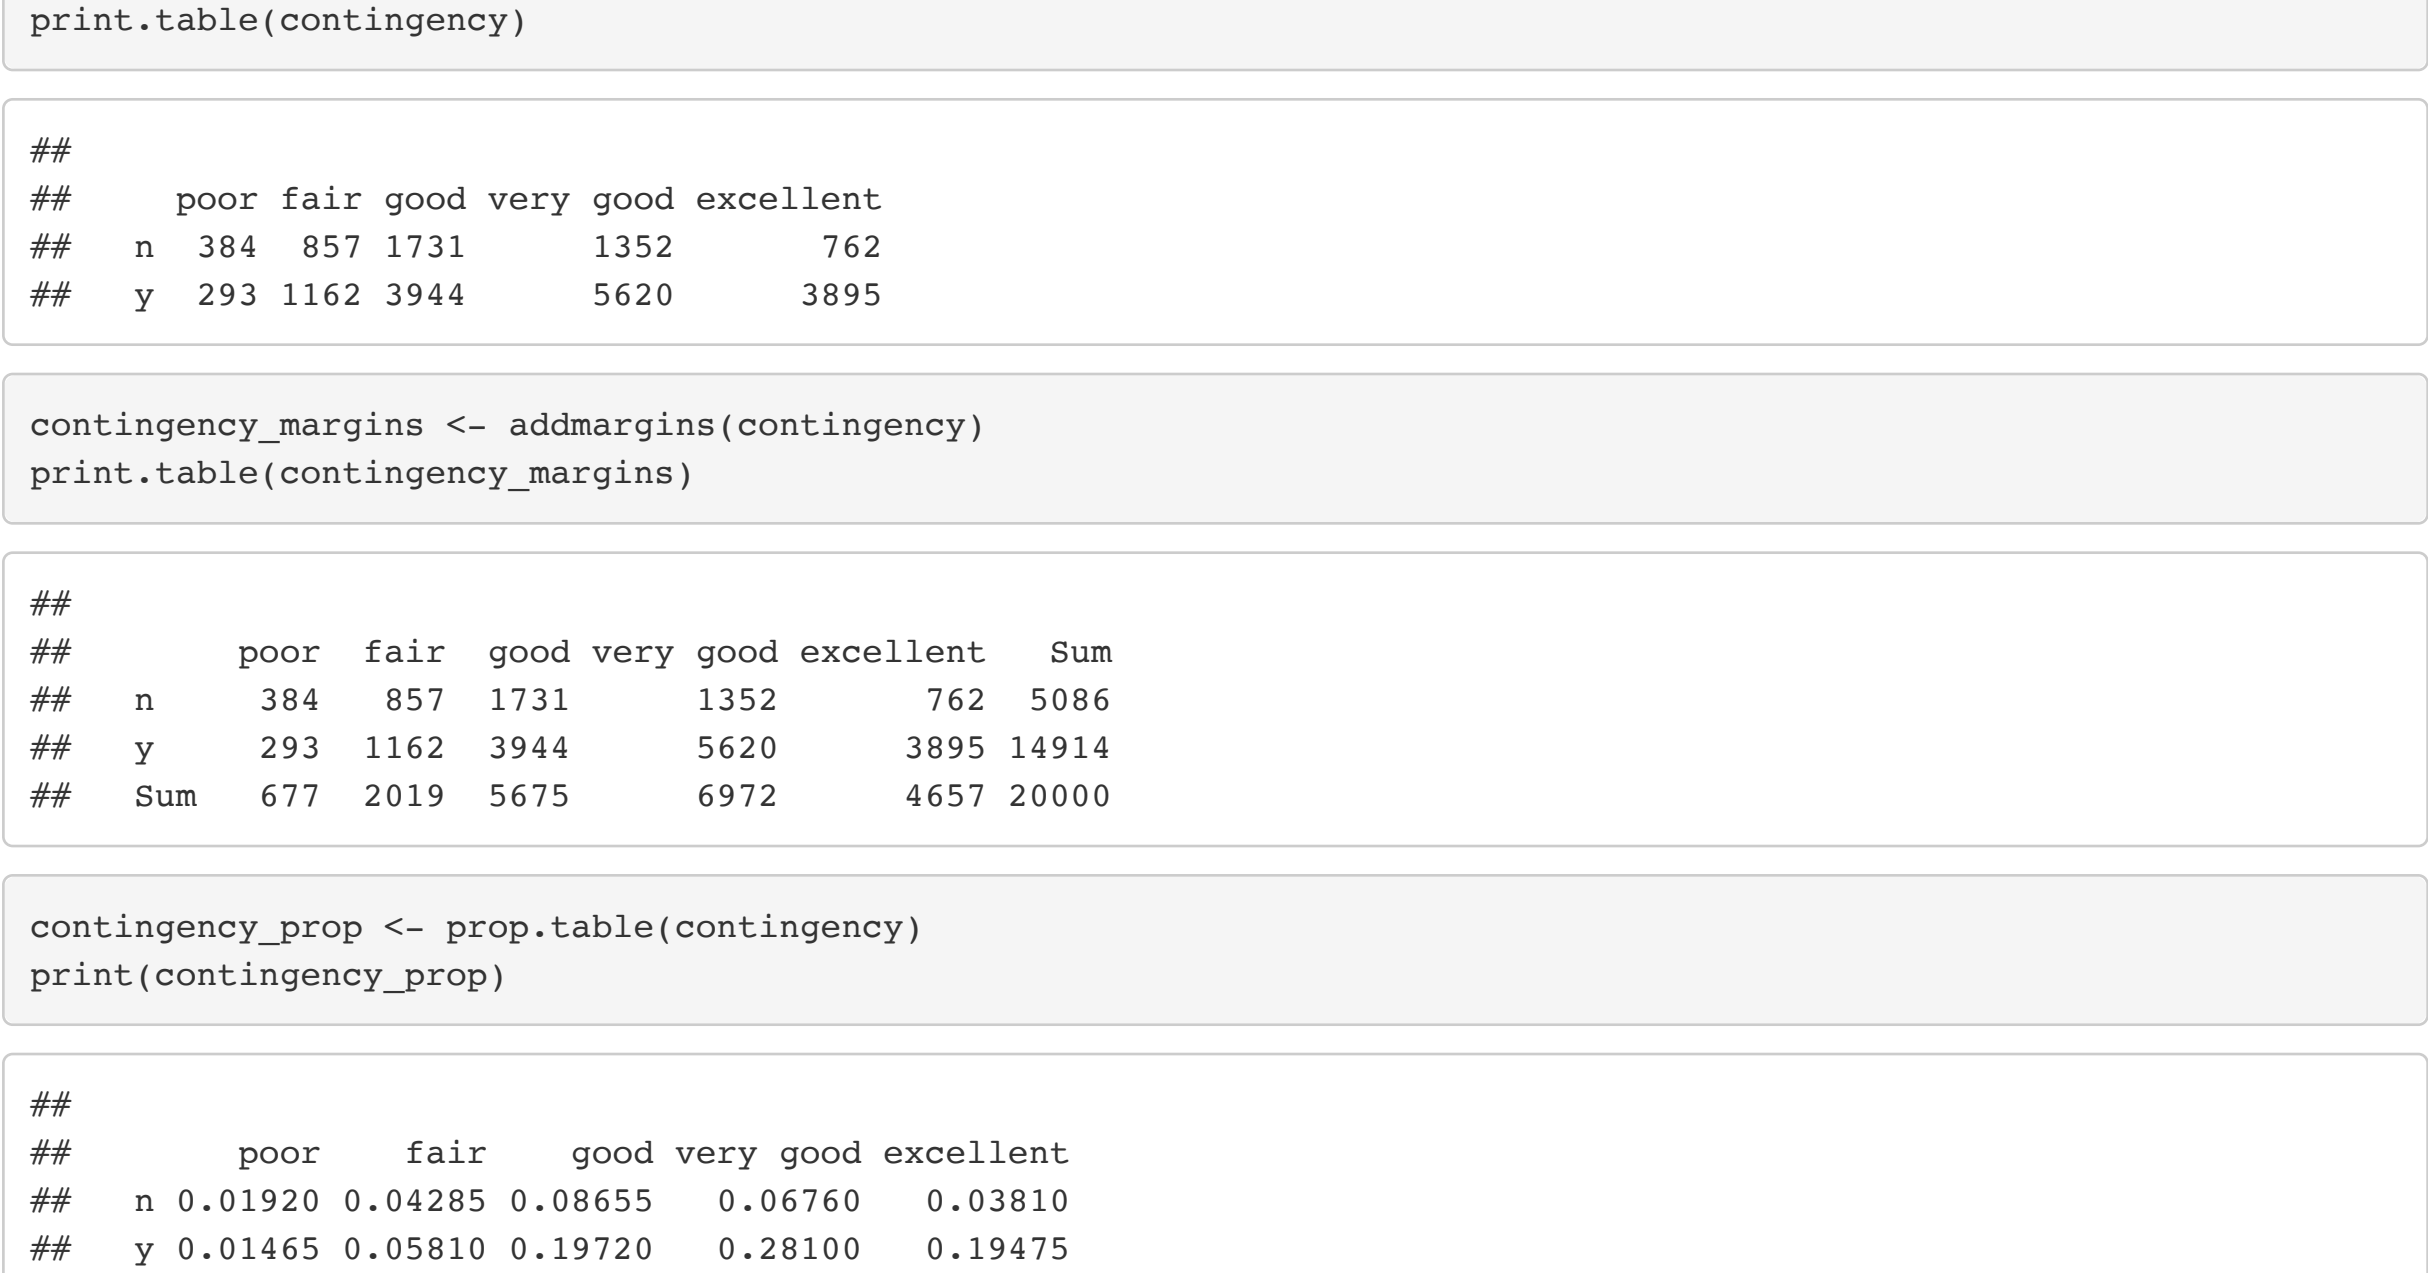 print.table(contingency)
##
##     poor fair good very good excellent
##   n  384  857 1731      1352       762
##   y  293 1162 3944      5620      3895
contingency_margins <- addmargins(contingency)
print.table(contingency_margins)
##
##        poor  fair  good very good excellent   Sum
##   n     384   857  1731      1352       762  5086
##   y     293  1162  3944      5620      3895 14914
##   Sum   677  2019  5675      6972      4657 20000
contingency_prop <- prop.table(contingency)
print(contingency_prop)
##
##        poor    fair    good very good excellent
##   n 0.01920 0.04285 0.08655   0.06760   0.03810
##   y 0.01465 0.05810 0.19720   0.28100   0.19475